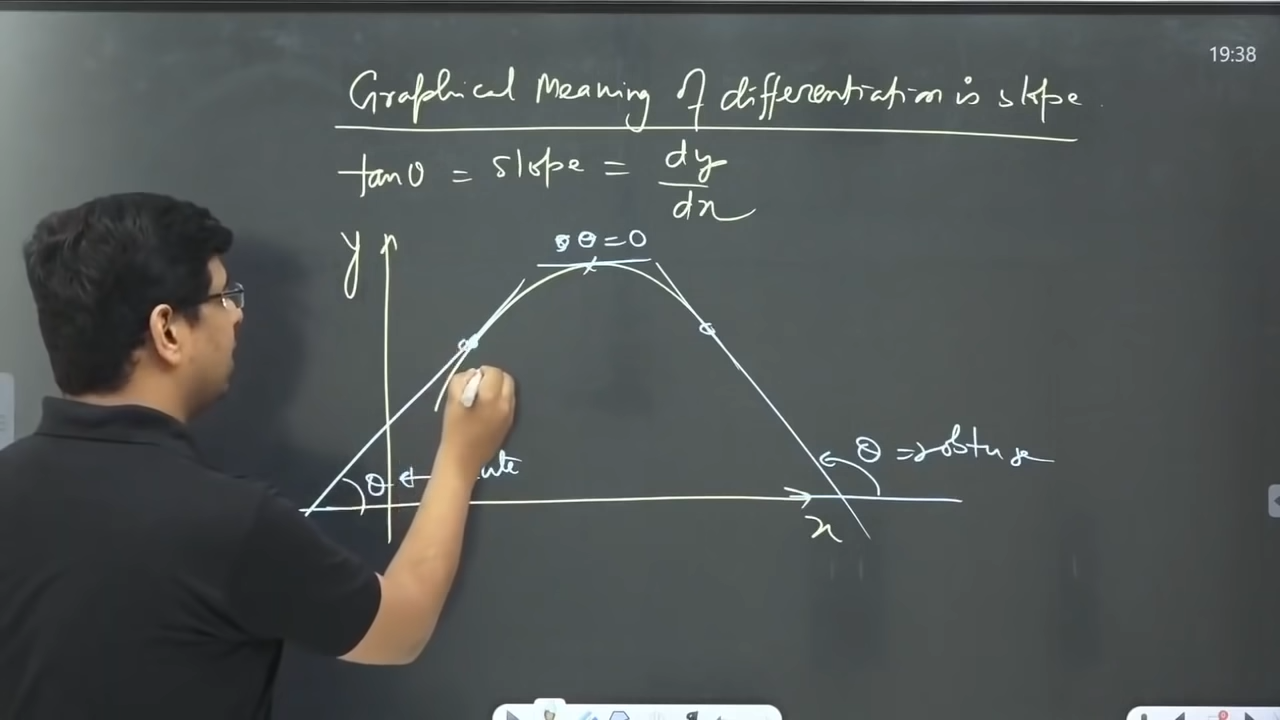 19:38
Graphical Meaning of differentiation is slope.
tanθ = slope = dy/dx
y
θ=0
θ = obtuse
θ ←
x